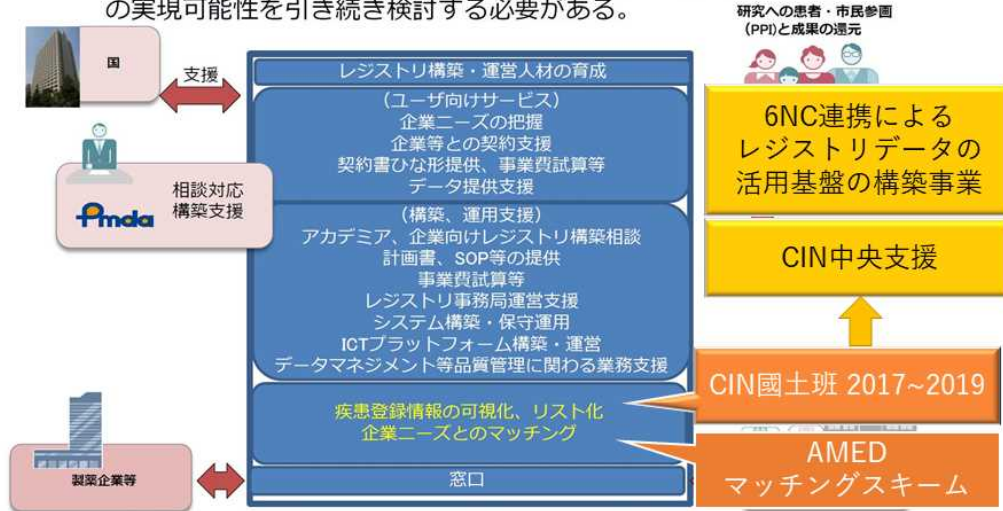 の実現可能性を引き続き検討する必要がある。
研究への患者・市民参画
(PPI)と成果の還元
国
支援
レジストリ構築・運営人材の育成
（ユーザ向けサービス）
企業ニーズの把握
企業等との契約支援
契約書ひな形提供、事業費試算等
データ提供支援
6NC連携による
レジストリデータの
活用基盤の構築事業
Pmda
相談対応
構築支援
（構築、運用支援）
アカデミア、企業向けレジストリ構築相談
計画書、SOP等の提供
事業費試算等
レジストリ事務局運営支援
システム構築・保守運用
ICTプラットフォーム構築・運営
データマネジメント等品質管理に関わる業務支援
CIN中央支援
CIN國土班 2017~2019
疾患登録情報の可視化、リスト化
企業ニーズとのマッチング
AMED
マッチングスキーム
製薬企業等
窓口